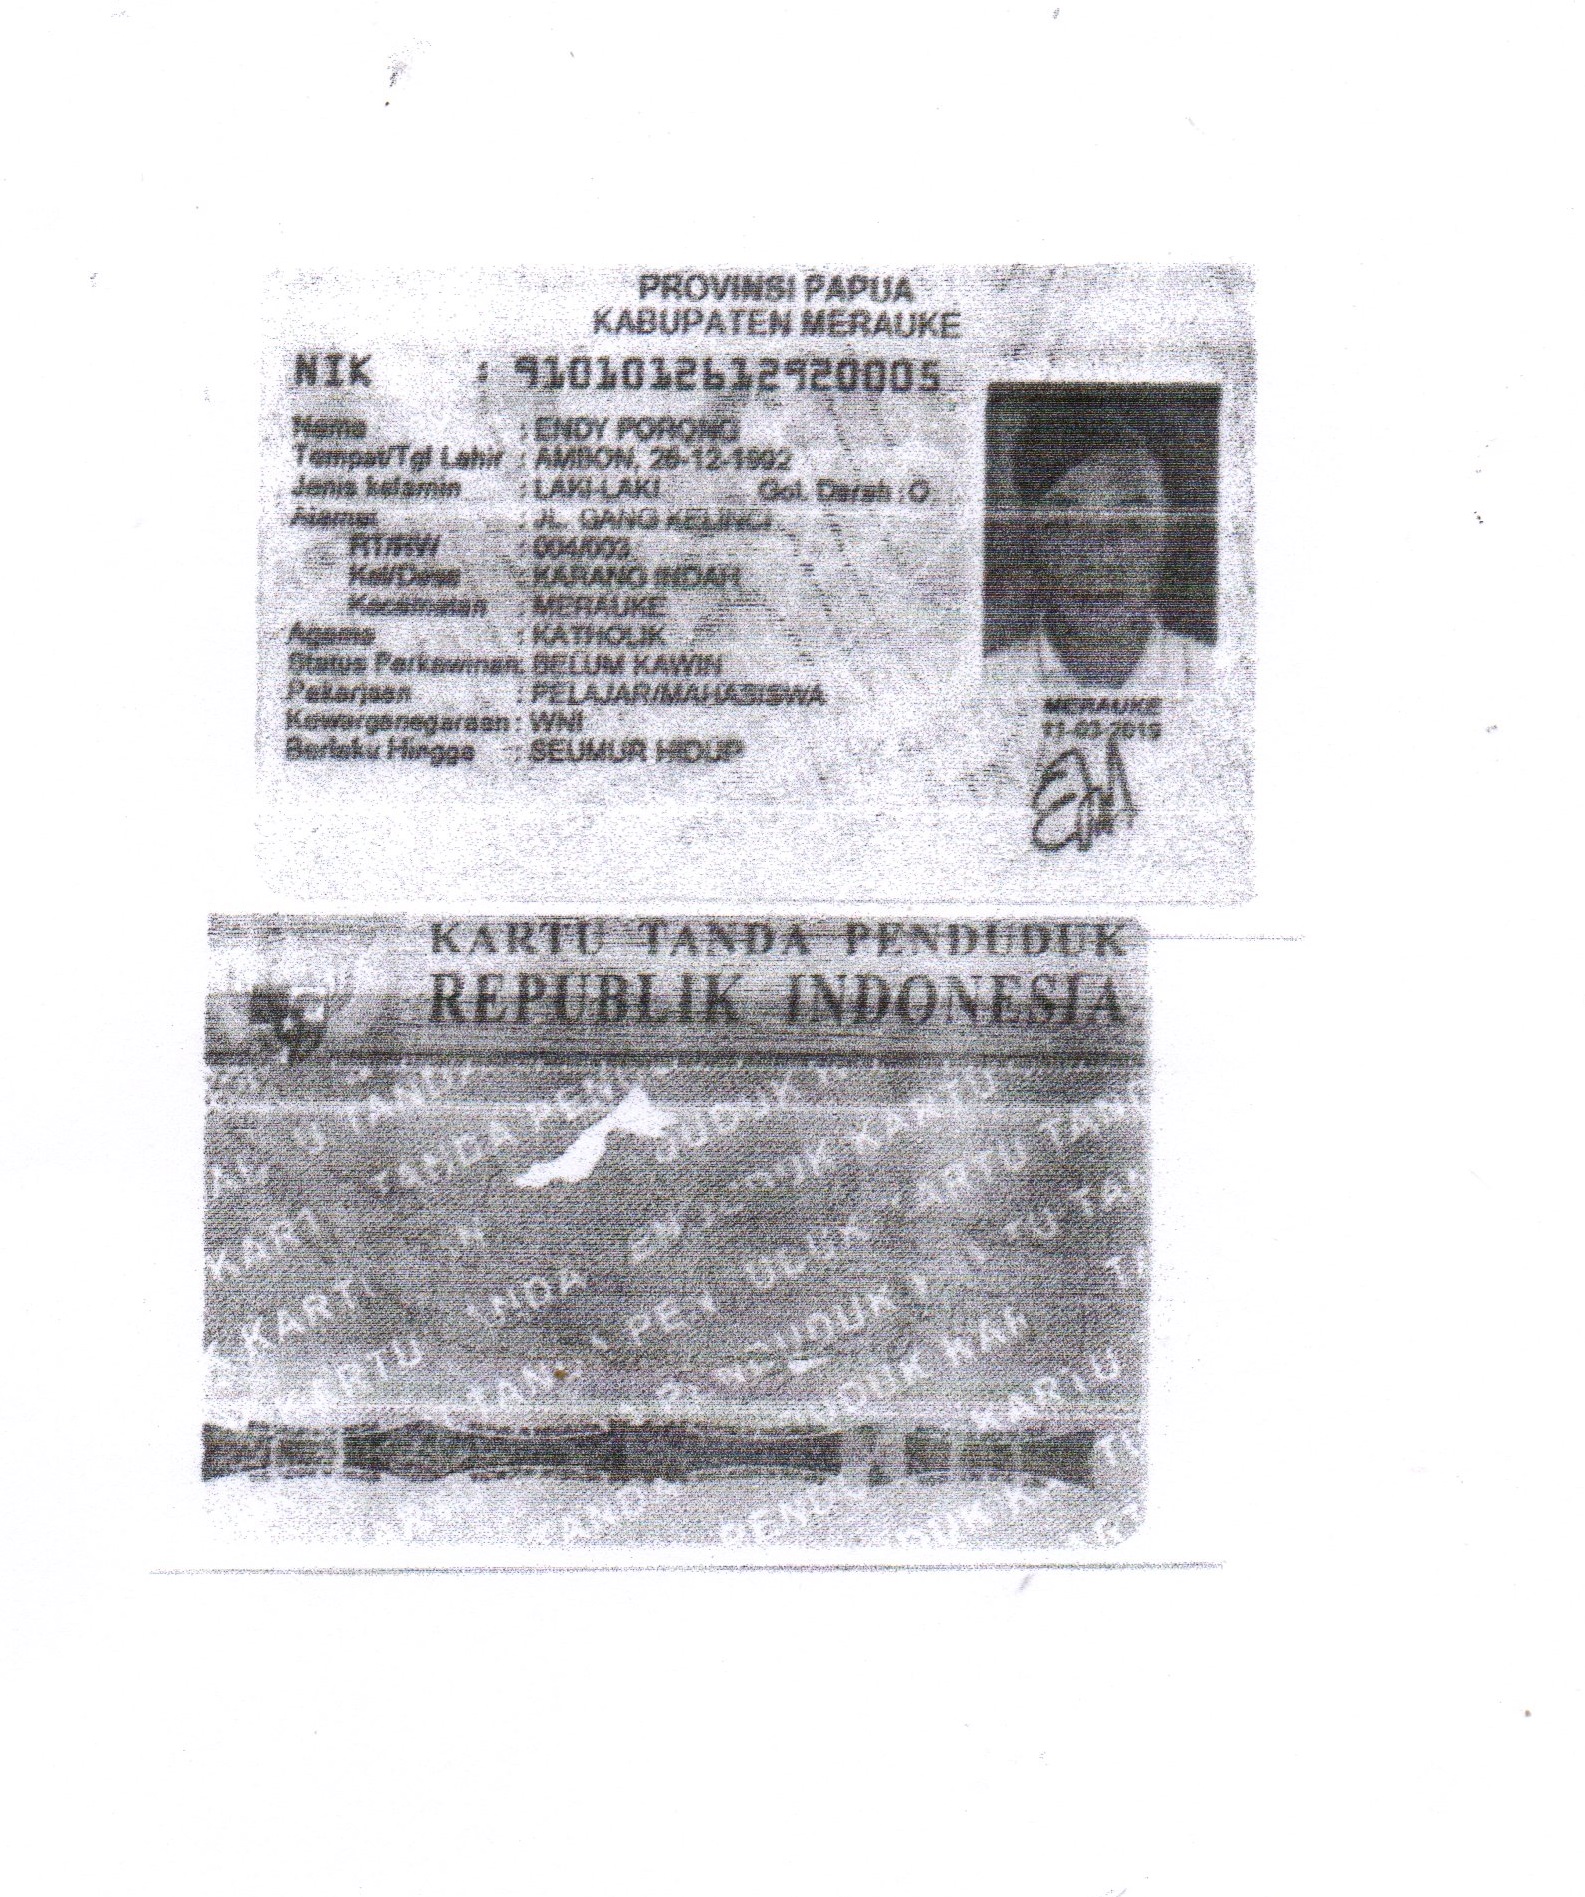 PROVINSI PAPUA
KABUPATEN MERAUKE
NIK : 9101012612920005
Nama : ENDY PORONG
Tempat/Tgl Lahir : AMBON, 26-12-1992
Jenis kelamin : LAKI-LAKI Gol. Darah : O
Alamat : JL. GANG KELINCI
RT/RW : 004/003
Kel/Desa : KARANG INDAH
Kecamatan : MERAUKE
Agama : KATHOLIK
Status Perkawinan: BELUM KAWIN
Pekerjaan : PELAJAR/MAHASISWA
Kewarganegaraan : WNI
Berlaku Hingga : SEUMUR HIDUP
MERAUKE
11-03-2019
KARTU TANDA PENDUDUK
REPUBLIK INDONESIA